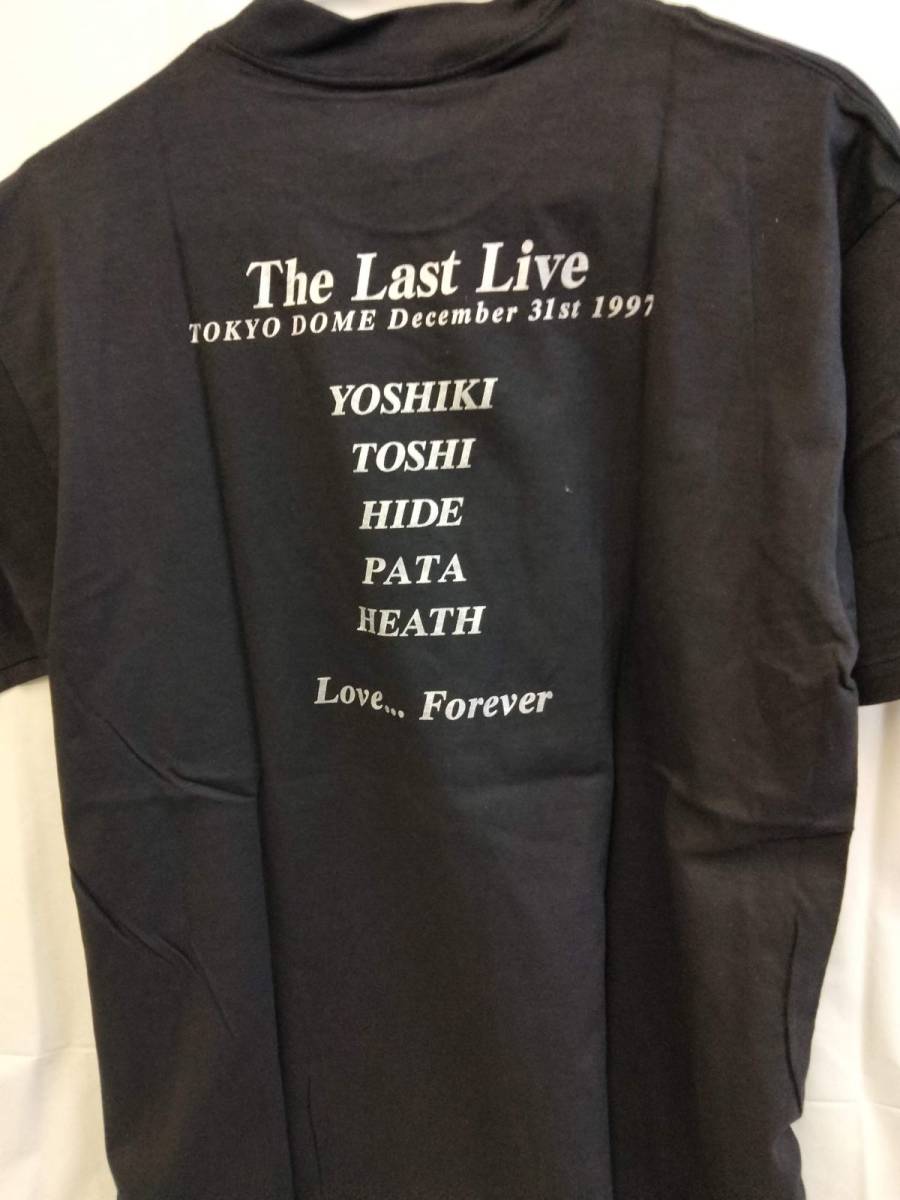 The Last Live
TOKYO DOME December 31st 1997
YOSHIKI
TOSHI
HIDE
PATA
HEATH
Love... Forever